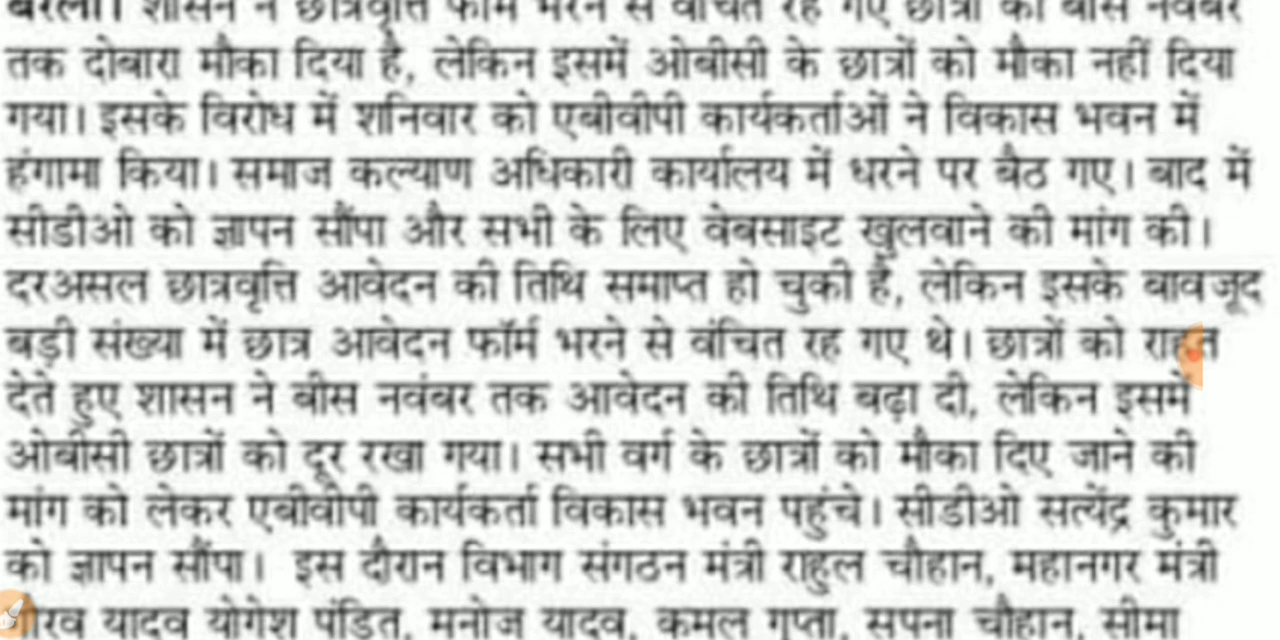 बरेली। शासन ने छात्रवृत्ति फॉर्म भरने से वंचित रह गए छात्रों को बीस नवंबर
तक दोबारा मौका दिया है, लेकिन इसमें ओबीसी के छात्रों को मौका नहीं दिया
गया। इसके विरोध में शनिवार को एबीवीपी कार्यकर्ताओं ने विकास भवन में
हंगामा किया। समाज कल्याण अधिकारी कार्यालय में धरने पर बैठ गए। बाद में
सीडीओ को ज्ञापन सौंपा और सभी के लिए वेबसाइट खुलवाने की मांग की।
दरअसल छात्रवृत्ति आवेदन की तिथि समाप्त हो चुकी है, लेकिन इसके बावजूद
बड़ी संख्या में छात्र आवेदन फॉर्म भरने से वंचित रह गए थे। छात्रों को राहत
देते हुए शासन ने बीस नवंबर तक आवेदन की तिथि बढ़ा दी, लेकिन इसमें
ओबीसी छात्रों को दूर रखा गया। सभी वर्ग के छात्रों को मौका दिए जाने की
मांग को लेकर एबीवीपी कार्यकर्ता विकास भवन पहुंचे। सीडीओ सत्येंद्र कुमार
को ज्ञापन सौंपा। इस दौरान विभाग संगठन मंत्री राहुल चौहान, महानगर मंत्री
यादव योगेश पंडित, मनोज यादव, कमल गुप्ता, सपना चौहान, सीमा